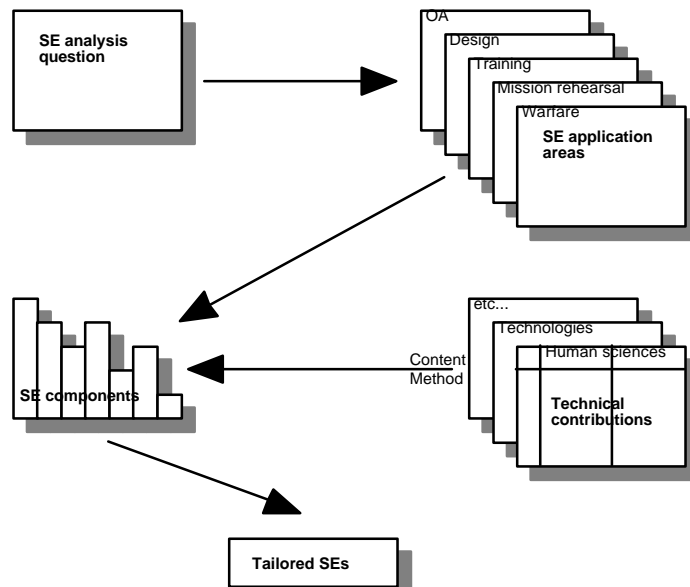 SE analysis
question
OA
Design
Training
Mission rehearsal
Warfare
SE application
areas
etc...
Technologies
Human sciences
Content
Method
Technical
contributions
SE components
Tailored SEs